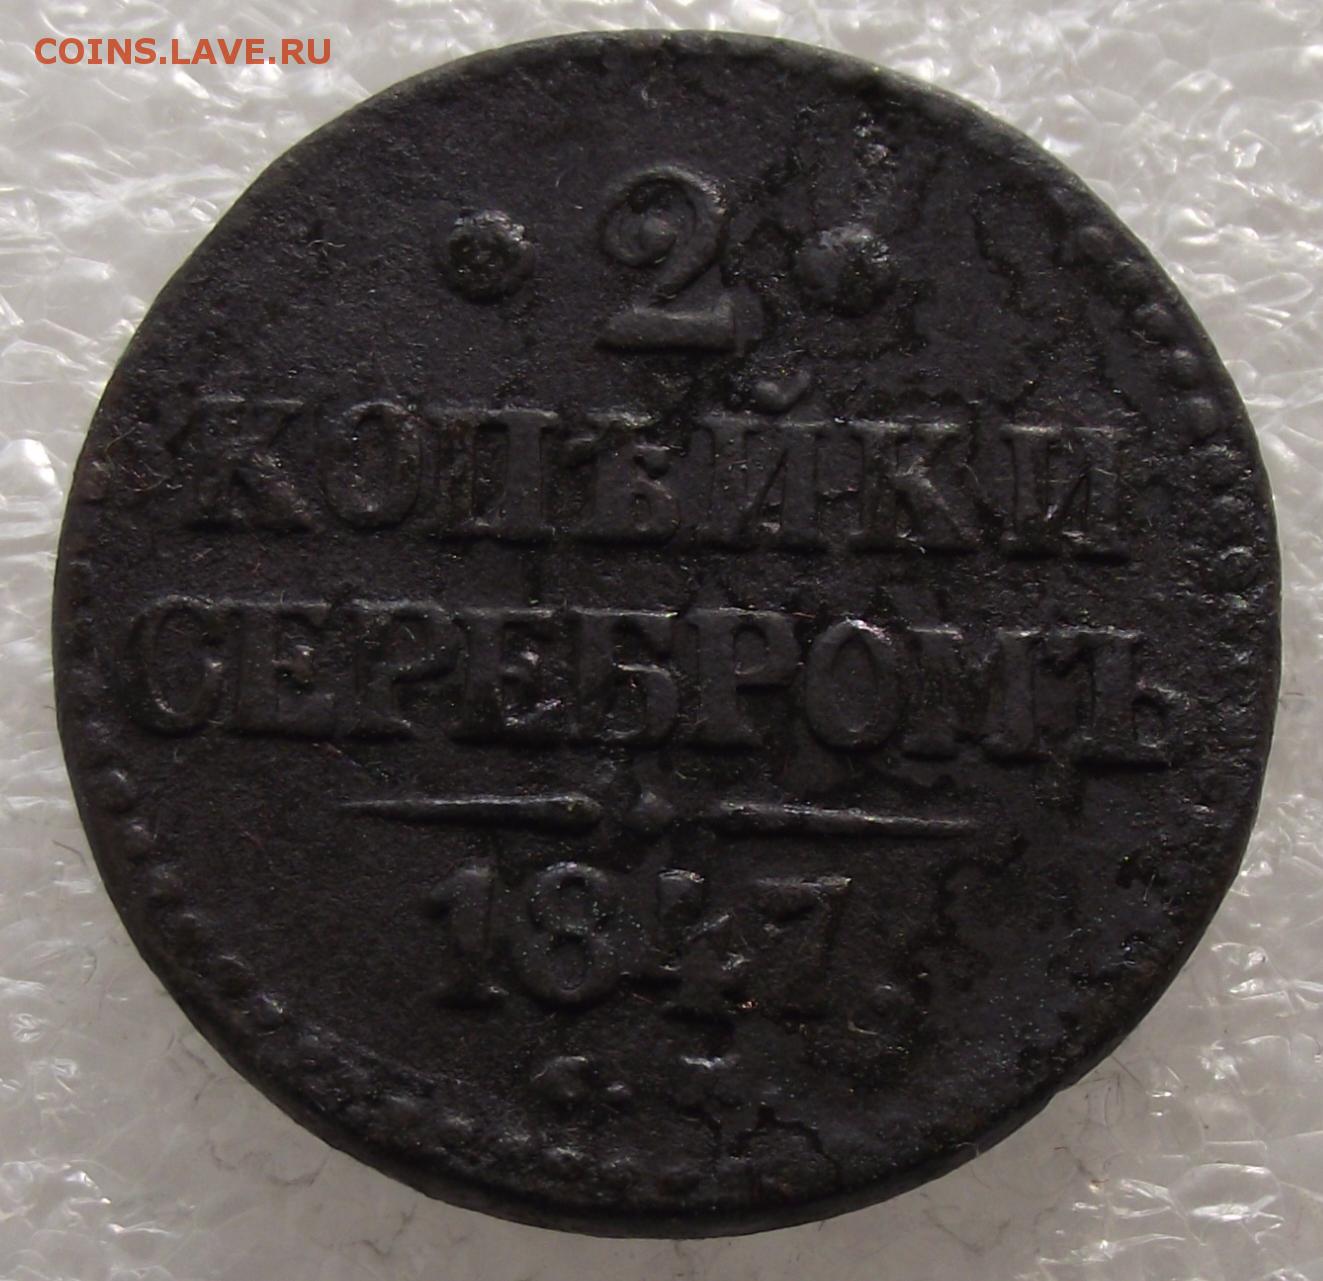 COINS.LAVE.RU
• 2 •
КОПѢЙКИ
СЕРЕБРОМЪ
1847.